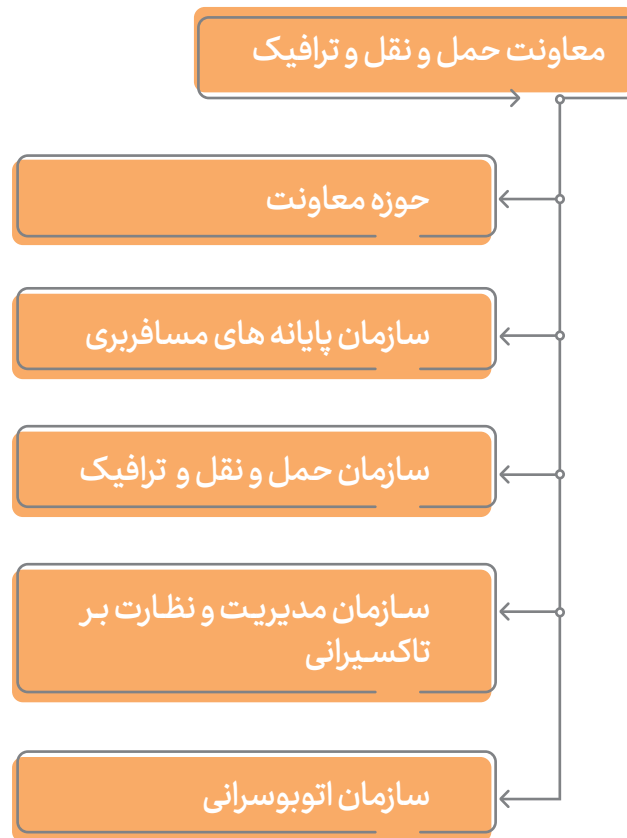 معاونت حمل و نقل و ترافیک
حوزه معاونت
سازمان پایانه های مسافربری
سازمان حمل و نقل و ترافیک
سازمان مدیریت و نظارت بر
تاکسیرانی
سازمان اتوبوسرانی